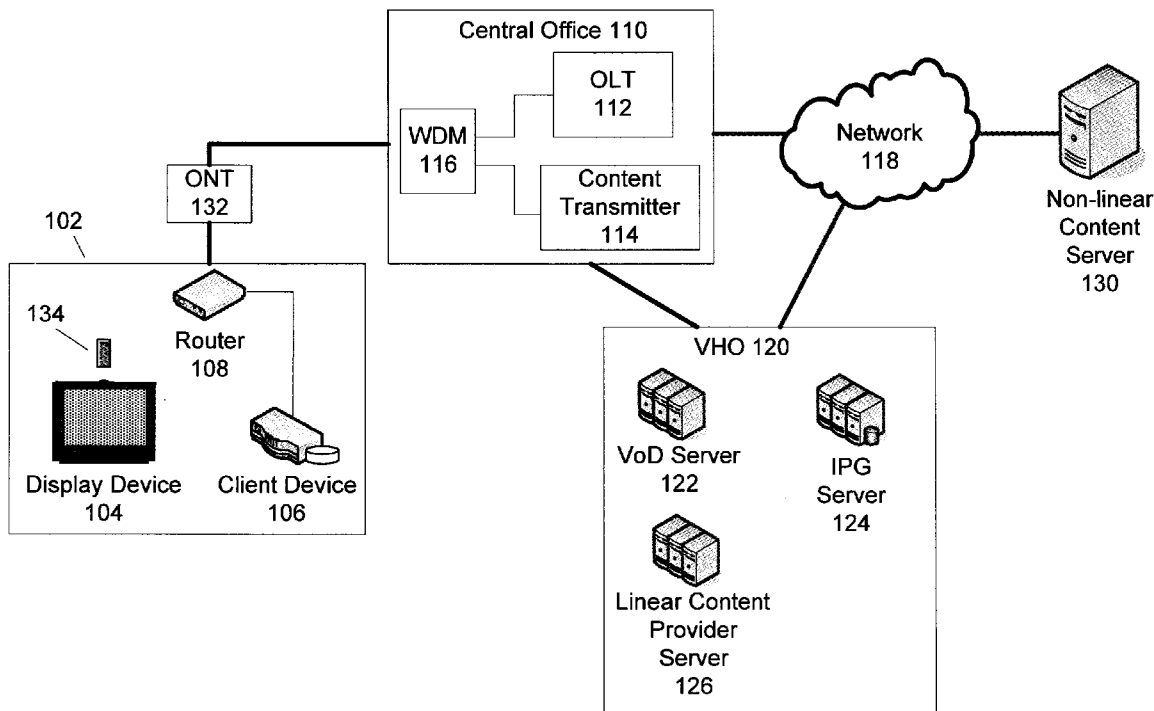 Central Office 110
OLT
112
WDM
116
Content
Transmitter
114
Network
118
Non-linear
Content
Server
130
ONT
132
102
134
Router
108
Display Device
104
Client Device
106
VHO 120
VoD Server
122
IPG
Server
124
Linear Content
Provider
Server
126